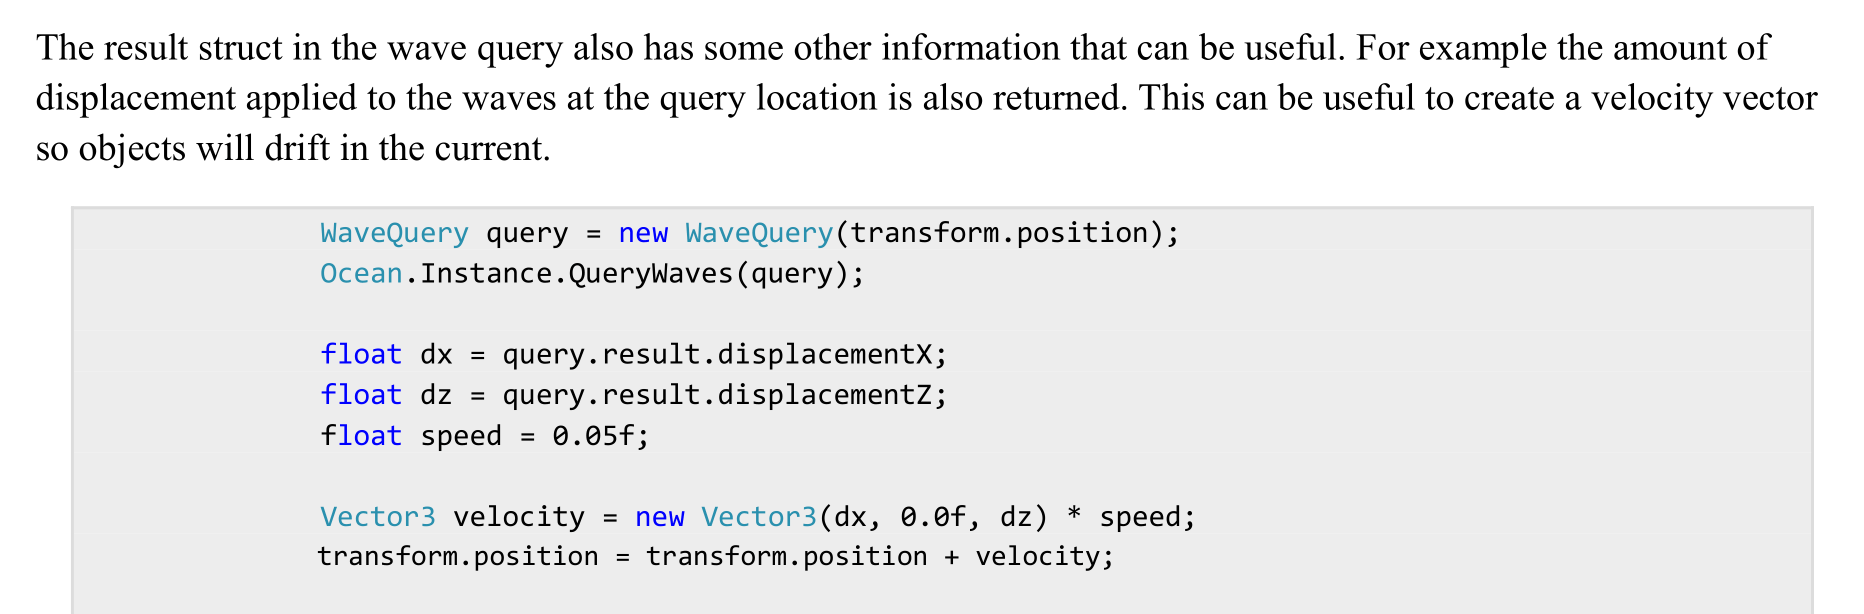 The result struct in the wave query also has some other information that can be useful. For example the amount of
displacement applied to the waves at the query location is also returned. This can be useful to create a velocity vector
so objects will drift in the current.
WaveQuery query = new WaveQuery(transform.position);
Ocean.Instance.QueryWaves(query);
float dx = query.result.displacementX;
float dz = query.result.displacementZ;
float speed = 0.05f;
Vector3 velocity = new Vector3(dx, 0.0f, dz) * speed;
transform.position = transform.position + velocity;